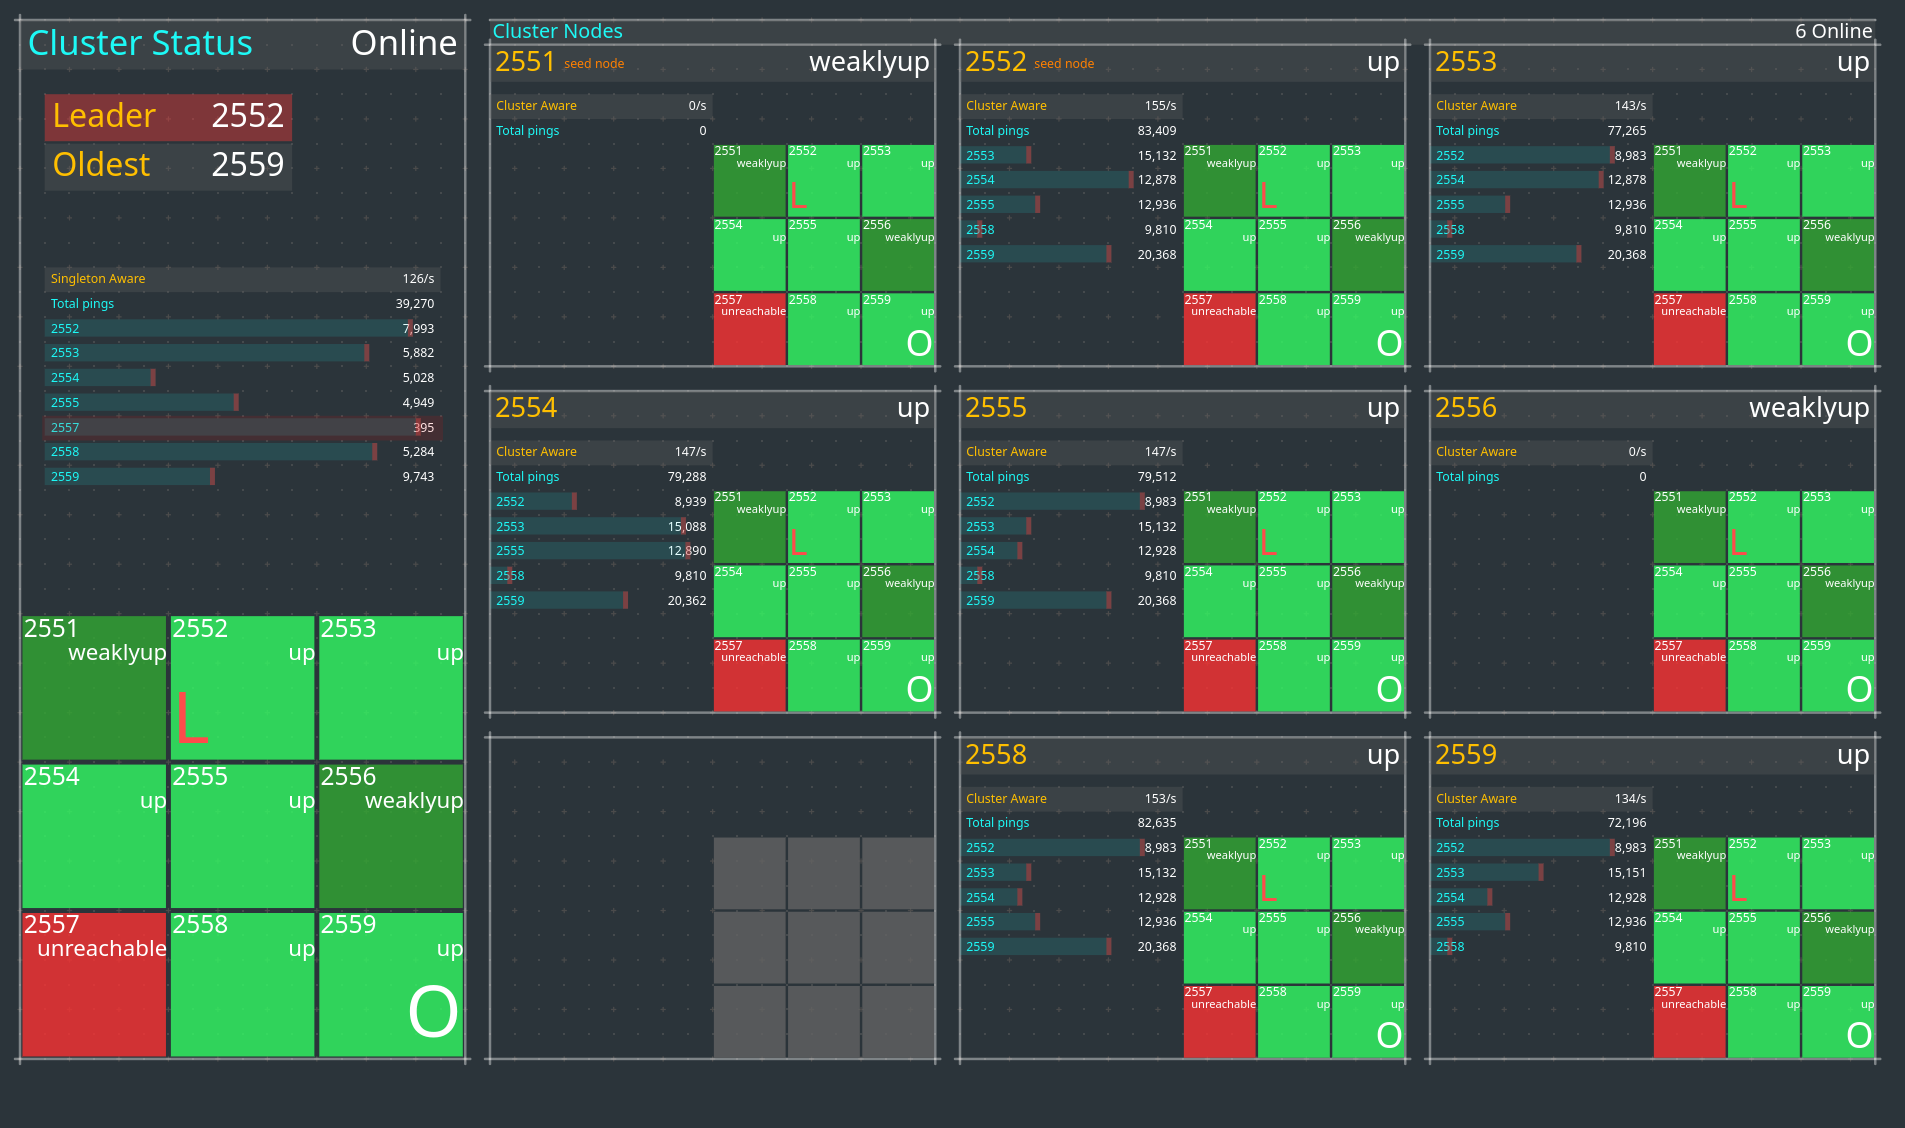 Cluster Status Online
Leader 2552
Oldest 2559
Singleton Aware 126/s
Total pings 39,270
2552 7,993
2553 5,882
2554 5,028
2555 4,949
2557 395
2558 5,284
2559 9,743
2551 2552 2553
weaklyup up up
L
2554 2555 2556
up up weaklyup
2557 2558 2559
unreachable up up
O
Cluster Nodes 6 Online
2551 seed node weaklyup
Cluster Aware 0/s
Total pings 0
2551 2552 2553
weaklyup up up
L
2554 2555 2556
up up weaklyup
2557 2558 2559
unreachable up up
O
2552 seed node up
Cluster Aware 155/s
Total pings 83,409
2553 15,132
2554 12,878
2555 12,936
2558 9,810
2559 20,368
2551 2552 2553
weaklyup up up
L
2554 2555 2556
up up weaklyup
2557 2558 2559
unreachable up up
O
2553 up
Cluster Aware 143/s
Total pings 77,265
2552 8,983
2554 12,878
2555 12,936
2558 9,810
2559 20,368
2551 2552 2553
weaklyup up up
L
2554 2555 2556
up up weaklyup
2557 2558 2559
unreachable up up
O
2554 up
Cluster Aware 147/s
Total pings 79,288
2552 8,939
2553 15,088
2555 12,890
2558 9,810
2559 20,362
2551 2552 2553
weaklyup up up
L
2554 2555 2556
up up weaklyup
2557 2558 2559
unreachable up up
O
2555 up
Cluster Aware 147/s
Total pings 79,512
2552 8,983
2553 15,132
2554 12,928
2558 9,810
2559 20,368
2551 2552 2553
weaklyup up up
L
2554 2555 2556
up up weaklyup
2557 2558 2559
unreachable up up
O
2556 weaklyup
Cluster Aware 0/s
Total pings 0
2551 2552 2553
weaklyup up up
L
2554 2555 2556
up up weaklyup
2557 2558 2559
unreachable up up
O
2558 up
Cluster Aware 153/s
Total pings 82,635
2552 8,983
2553 15,132
2554 12,928
2555 12,936
2559 20,368
2551 2552 2553
weaklyup up up
L
2554 2555 2556
up up weaklyup
2557 2558 2559
unreachable up up
O
2559 up
Cluster Aware 134/s
Total pings 72,196
2552 8,983
2553 15,151
2554 12,928
2555 12,936
2558 9,810
2551 2552 2553
weaklyup up up
L
2554 2555 2556
up up weaklyup
2557 2558 2559
unreachable up up
O